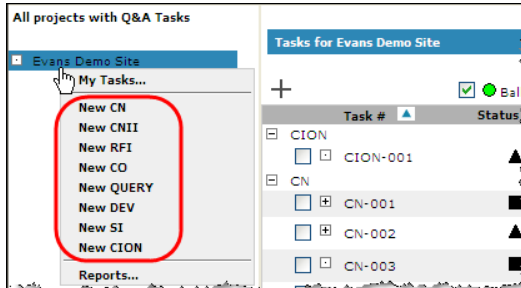 All projects with Q&A Tasks
Evans Demo Site
My Tasks...
New CN
New CNII
New RFI
New CO
New QUERY
New DEV
New SI
New CION
Reports...
Tasks for Evans Demo Site
Bal
Task # Status
CION
CION-001
CN
CN-001
CN-002
CN-003